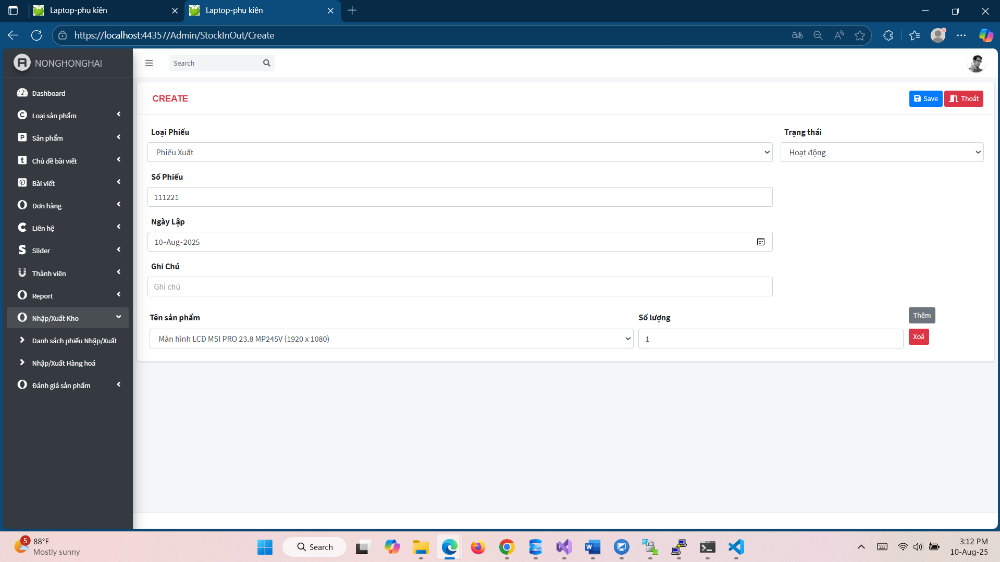 Laptop-phụ kiện
Laptop-phụ kiện
https://localhost:44357/Admin/StockInOut/Create
NONGHONGHAI
Search
Dashboard
Loại sản phẩm
Sản phẩm
Chủ đề bài viết
Bài viết
Đơn hàng
Liên hệ
Slider
Thành viên
Report
Nhập/Xuất Kho
Danh sách phiếu Nhập/Xuất
Nhập/Xuất Hàng hoá
Đánh giá sản phẩm
CREATE
Save
Thoát
Loại Phiếu
Trạng thái
Phiếu Xuất
Hoạt động
Số Phiếu
111221
Ngày Lập
10-Aug-2025
Ghi Chú
Ghi chú
Tên sản phẩm
Số lượng
Thêm
Màn hình LCD MSI PRO 23.8 MP245V (1920 x 1080)
1
Xoá
5
88°F
Mostly sunny
Search
3:12 PM
10-Aug-25